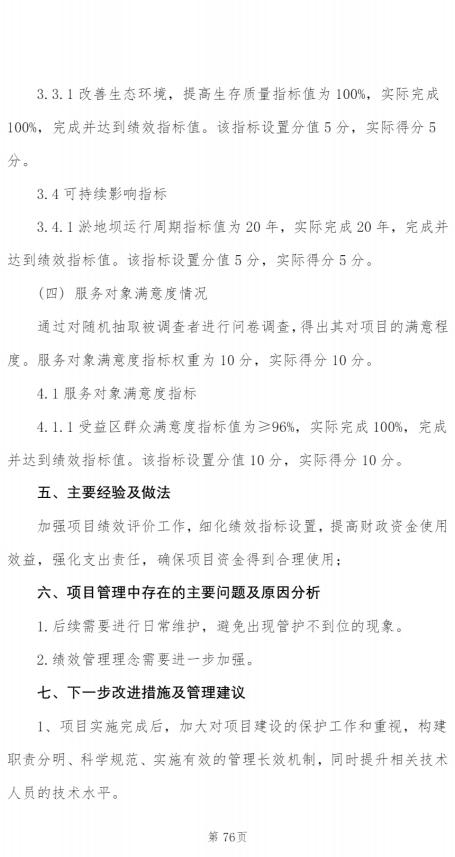 3.3.1 改善生态环境，提高生存质量指标值为 100%，实际完成
100%，完成并达到绩效指标值。该指标设置分值 5 分，实际得分 5
分。
3.4 可持续影响指标
3.4.1 淤地坝运行周期指标值为 20 年，实际完成 20 年，完成并
达到绩效指标值。该指标设置分值 5 分，实际得分 5 分。
(四) 服务对象满意度情况
通过对随机抽取被调查者进行问卷调查，得出其对项目的满意程
度。服务对象满意度指标权重为 10 分，实际得分 10 分。
4.1 服务对象满意度指标
4.1.1 受益区群众满意度指标值为≥96%，实际完成 100%，完成
并达到绩效指标值。该指标设置分值 10 分，实际得分 10 分。
五、主要经验及做法
加强项目绩效评价工作，细化绩效指标设置，提高财政资金使用
效益，强化支出责任，确保项目资金得到合理使用；
六、项目管理中存在的主要问题及原因分析
1.后续需要进行日常维护，避免出现管护不到位的现象。
2.绩效管理理念需要进一步加强。
七、下一步改进措施及管理建议
1、项目实施完成后，加大对项目建设的保护工作和重视，构建
职责分明、科学规范、实施有效的管理长效机制，同时提升相关技术
人员的技术水平。
第 76页